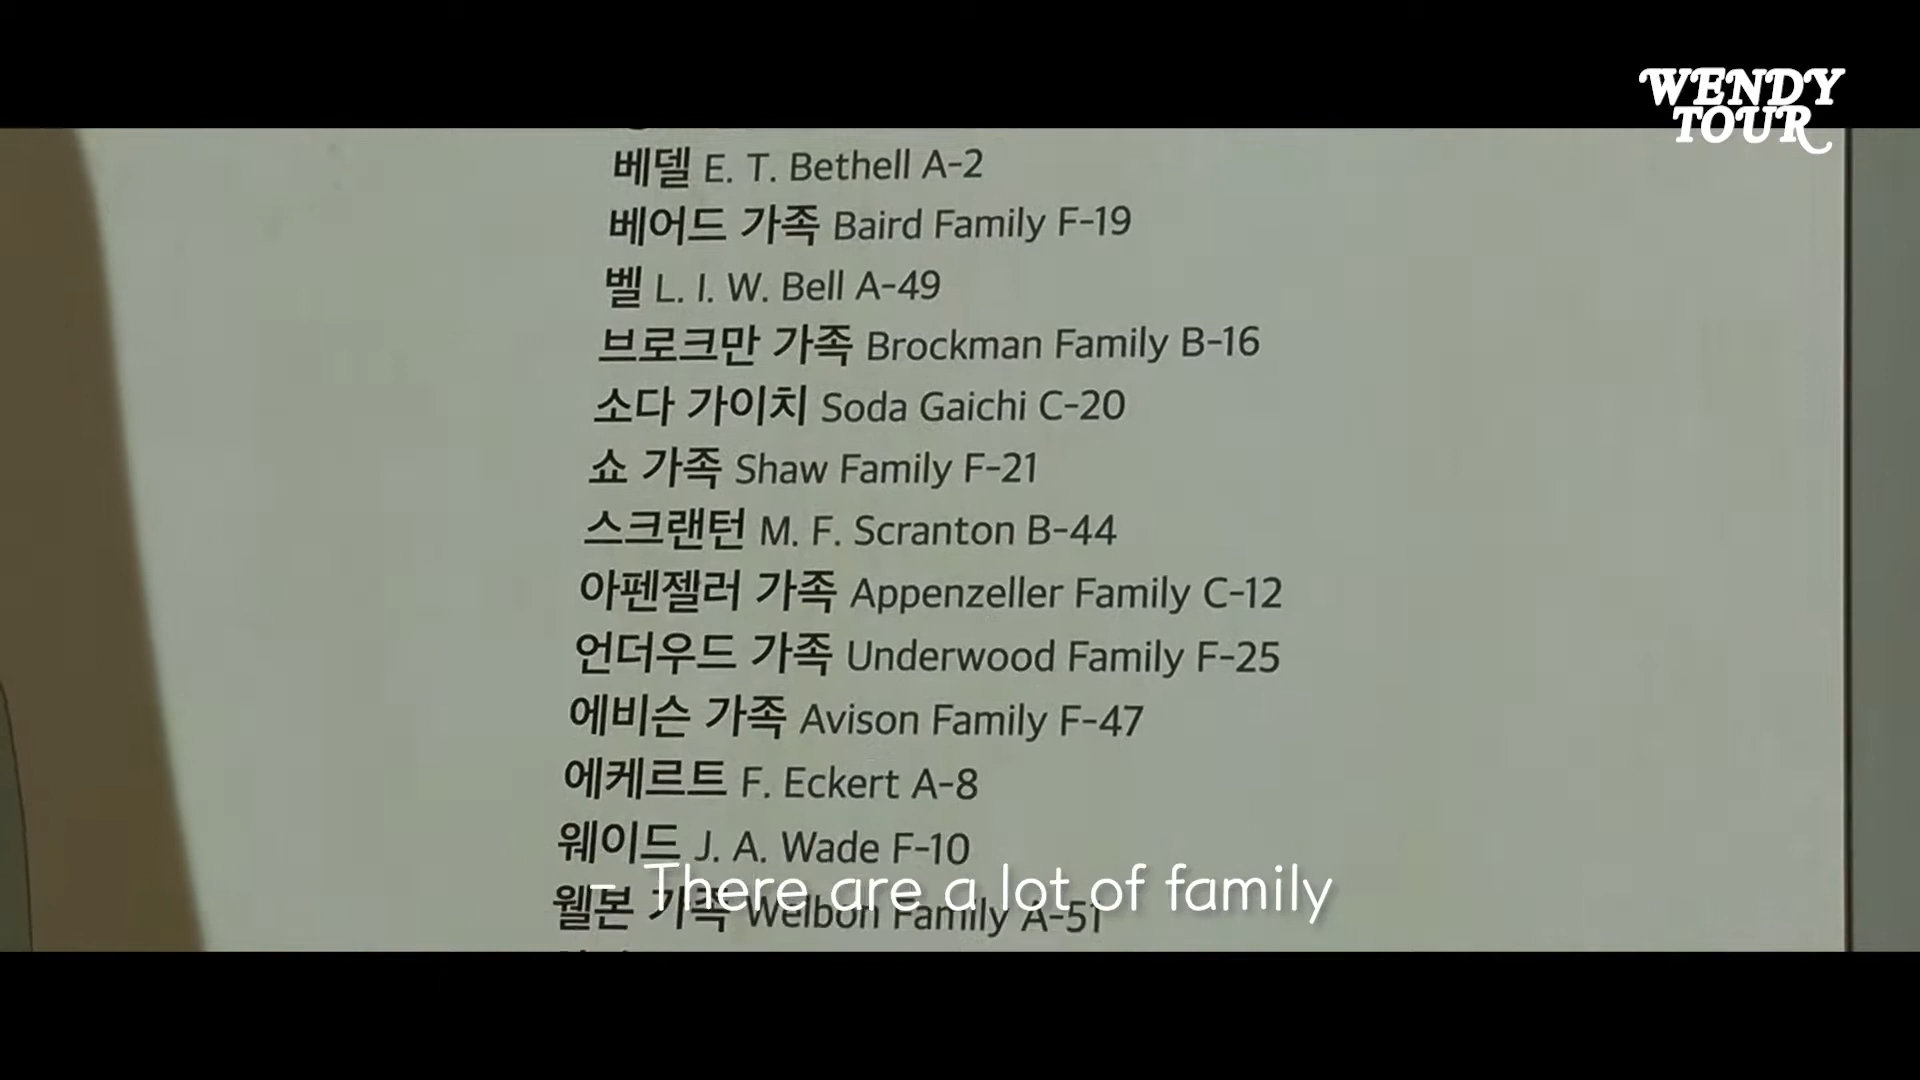 WENDY
TOUR
베델 E. T. Bethell A-2
베어드 가족 Baird Family F-19
벨 L. I. W. Bell A-49
브로크만 가족 Brockman Family B-16
소다 가이치 Soda Gaichi C-20
쇼 가족 Shaw Family F-21
스크랜턴 M. F. Scranton B-44
아펜젤러 가족 Appenzeller Family C-12
언더우드 가족 Underwood Family F-25
에비슨 가족 Avison Family F-47
에케르트 F. Eckert A-8
웨이드 J. A. Wade F-10
- There are a lot of family
웰본 가족 Welbon Family A-51